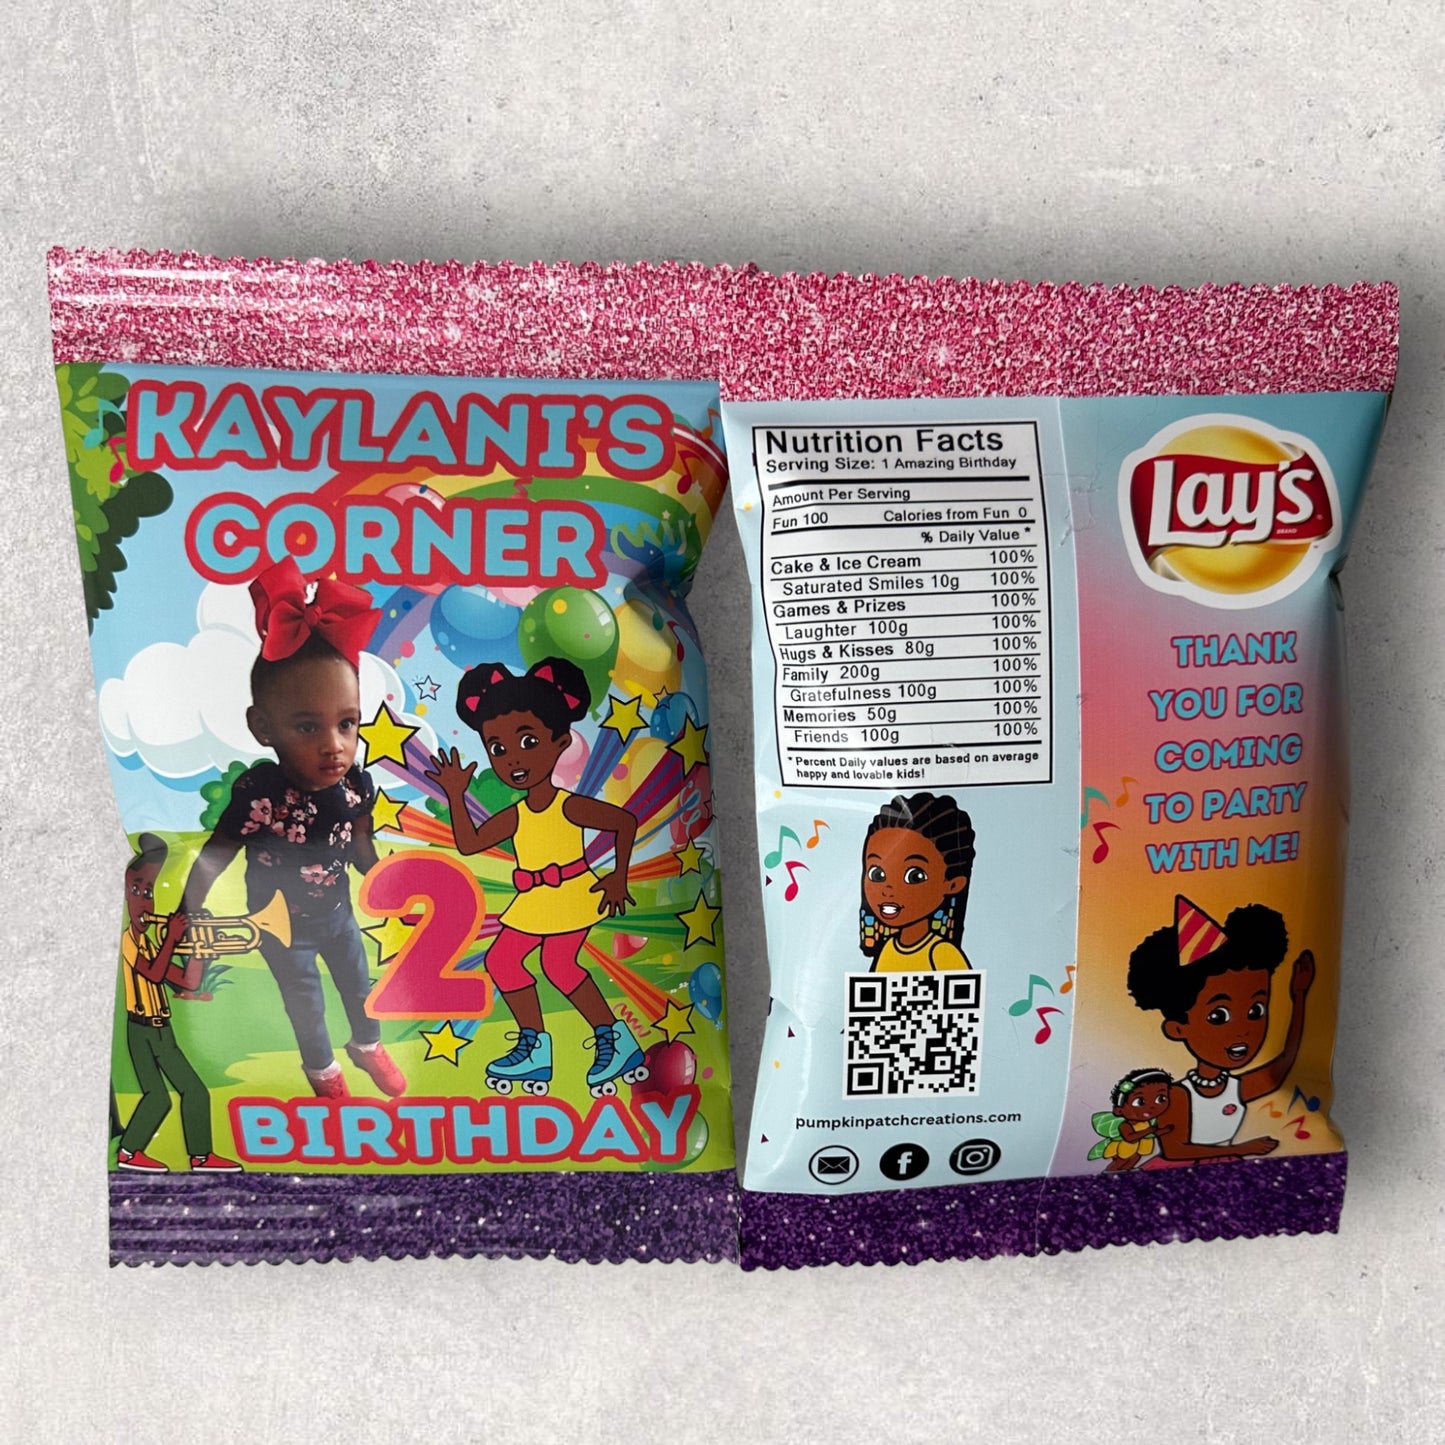 KAYLANI'S
CORNER
2
BIRTHDAY
Nutrition Facts
Serving Size: 1 Amazing Birthday
Amount Per Serving
Fun 100 Calories from Fun 0
% Daily Value *
Cake & Ice Cream 100%
Saturated Smiles 10g 100%
Games & Prizes 100%
Laughter 100g 100%
Hugs & Kisses 80g 100%
Family 200g 100%
Gratefulness 100g 100%
Memories 50g 100%
Friends 100g 100%
* Percent Daily values are based on average
happy and lovable kids!
pumpkinpatchcreations.com
f
Lay's
BRAND
THANK
YOU FOR
COMING
TO PARTY
WITH ME!